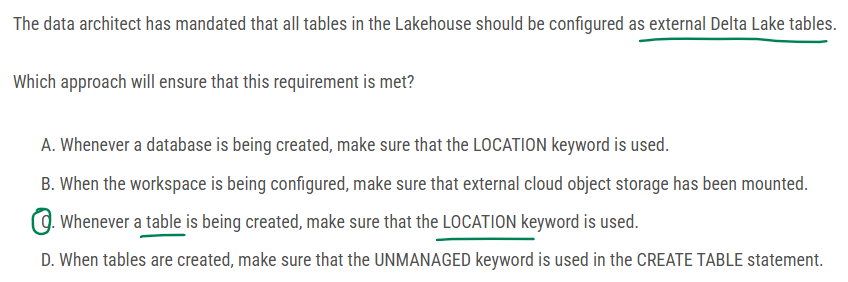 The data architect has mandated that all tables in the Lakehouse should be configured as external Delta Lake tables.
Which approach will ensure that this requirement is met?
A. Whenever a database is being created, make sure that the LOCATION keyword is used.
B. When the workspace is being configured, make sure that external cloud object storage has been mounted.
C. Whenever a table is being created, make sure that the LOCATION keyword is used.
D. When tables are created, make sure that the UNMANAGED keyword is used in the CREATE TABLE statement.